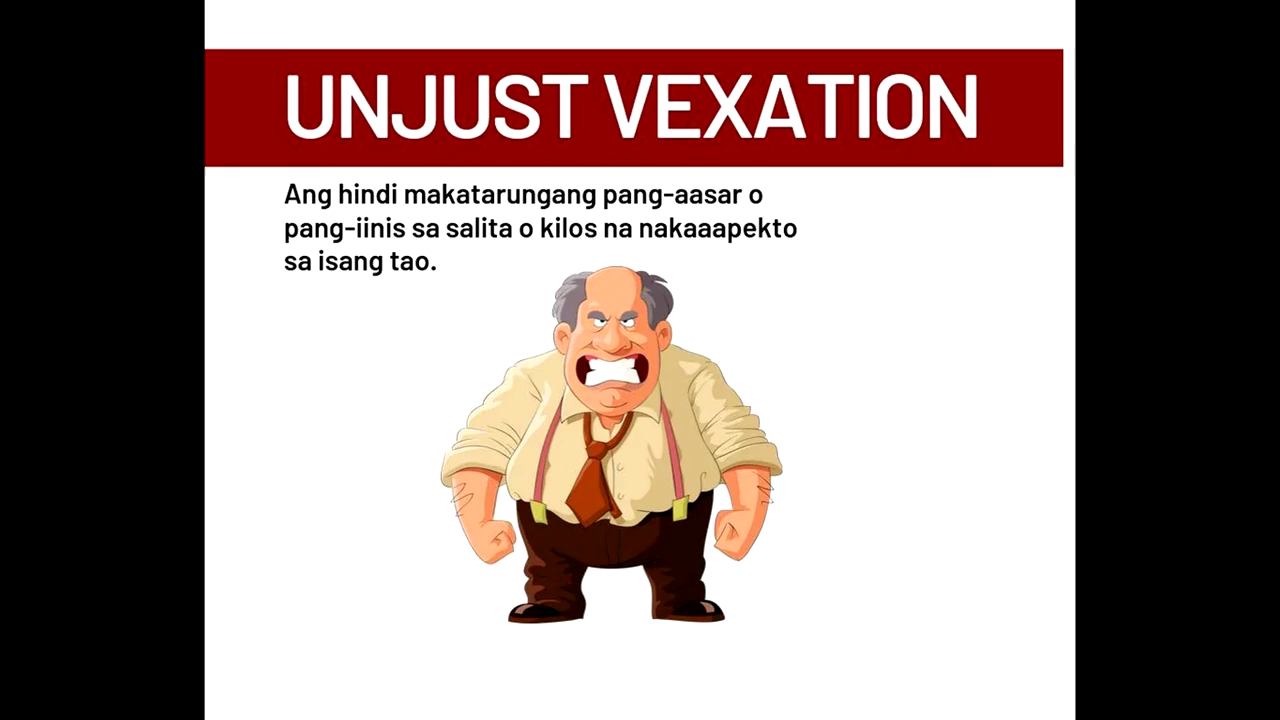 UNJUST VEXATION
Ang hindi makatarungang pang-aasar o
pang-iinis sa salita o kilos na nakaaapekto
sa isang tao.